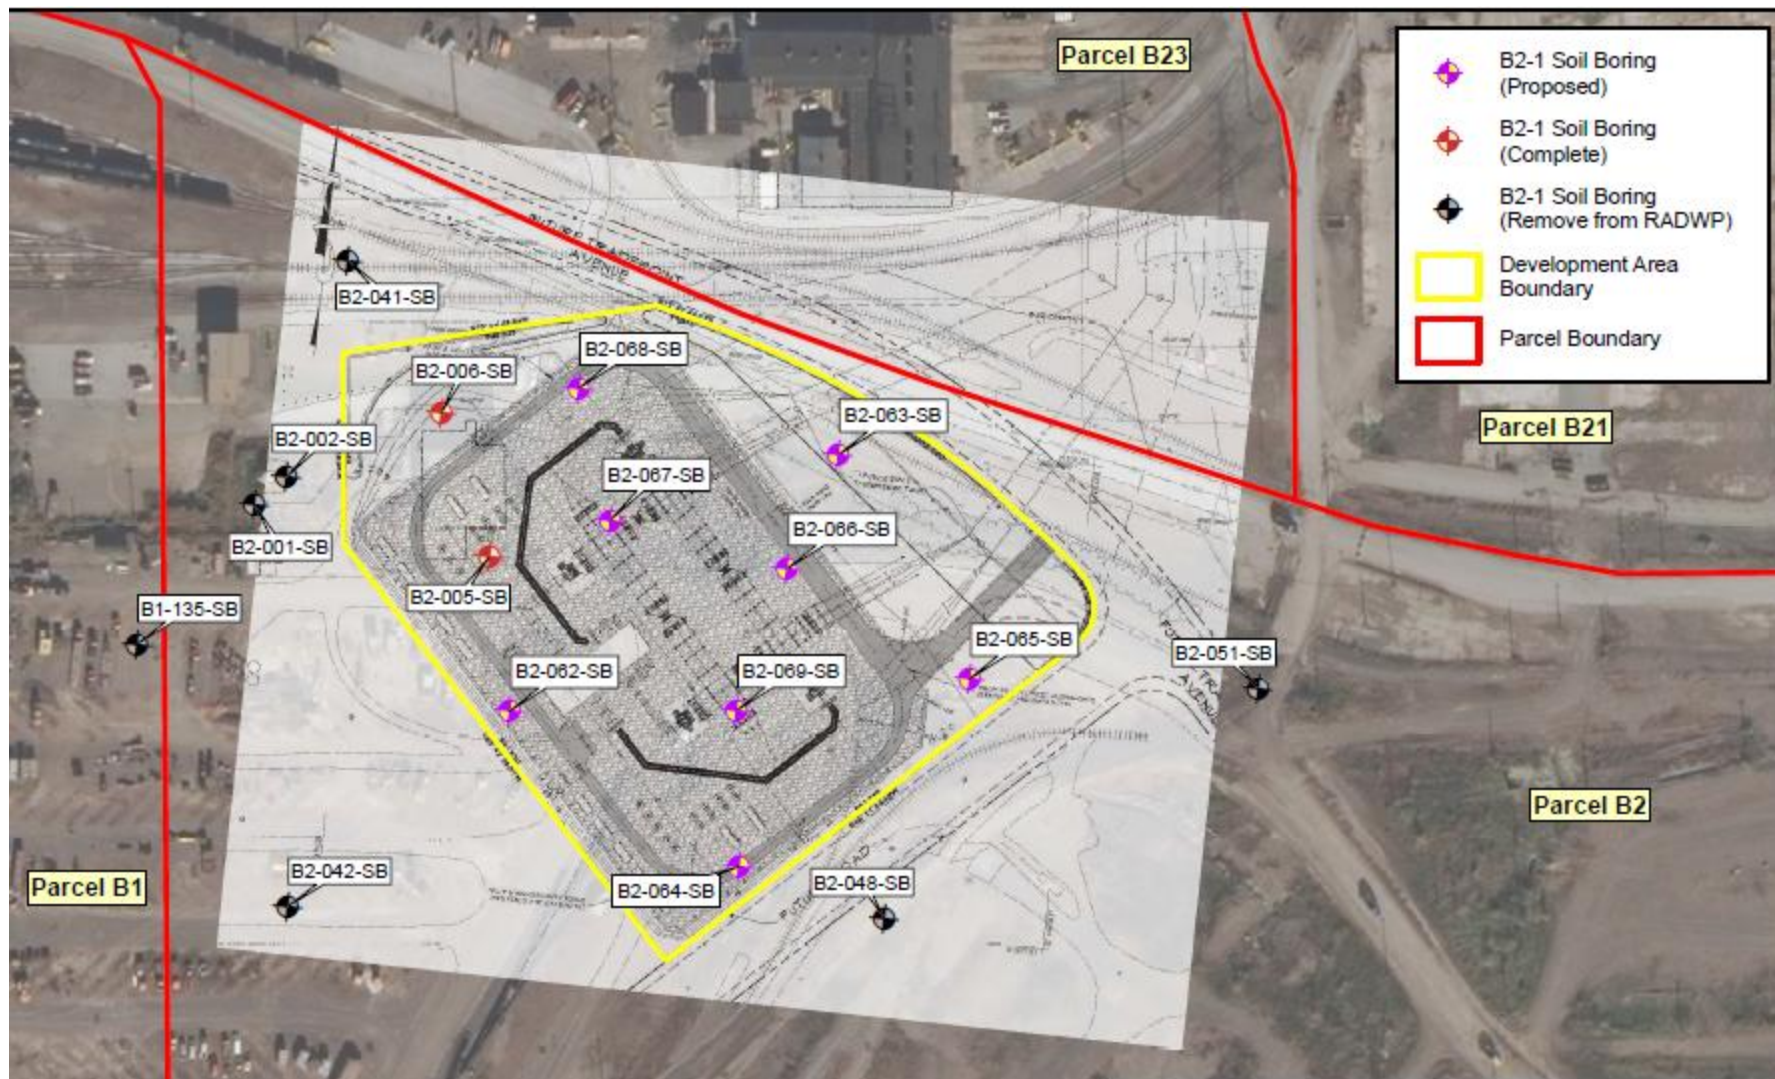 Parcel B23
B2-1 Soil Boring
(Proposed)
B2-1 Soil Boring
(Complete)
B2-1 Soil Boring
(Remove from RADWP)
Development Area
Boundary
Parcel Boundary
FUTURE TRADEPOINT
AVENUE
B2-041-SB
B2-068-SB
B2-006-SB
B2-063-SB
Parcel B21
B2-002-SB
B2-067-SB
B2-066-SB
B2-001-SB
B2-005-SB
B1-135-SB
B2-065-SB
B2-051-SB
B2-062-SB
B2-069-SB
AVENUE
Parcel B2
Parcel B1
B2-042-SB
B2-064-SB
B2-048-SB